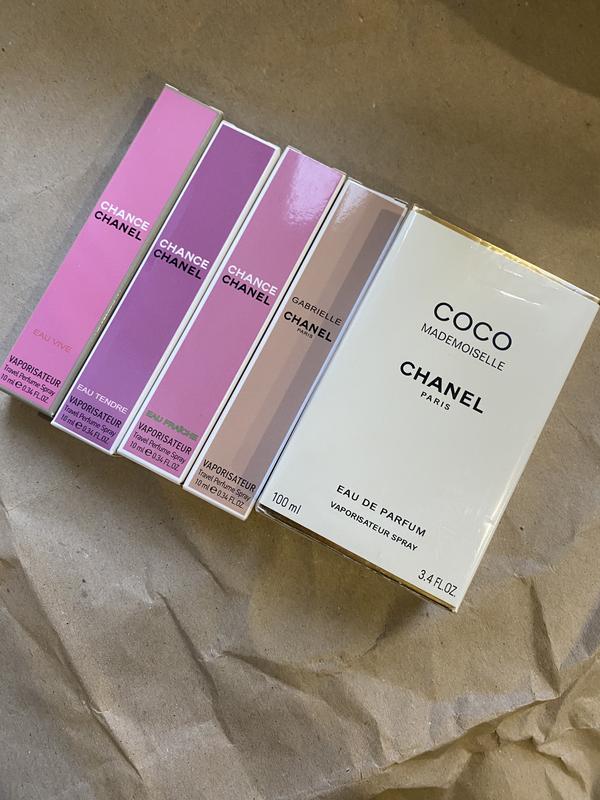 CHANCE
CHANEL
EAU VIVE
VAPORISATEUR
Travel Perfume Spray
10 ml ℮ 0.34 FL.OZ.
CHANCE
CHANEL
EAU TENDRE
VAPORISATEUR
Travel Perfume Spray
10 ml ℮ 0.34 FL.OZ.
CHANCE
CHANEL
EAU FRAÎCHE
VAPORISATEUR
Travel Perfume Spray
10 ml ℮ 0.34 FL.OZ.
GABRIELLE
CHANEL
PARIS
VAPORISATEUR
Travel Perfume Spray
10 ml ℮ 0.34 FL.OZ.
COCO
MADEMOISELLE
CHANEL
PARIS
EAU DE PARFUM
VAPORISATEUR SPRAY
100 ml
3.4 FL.OZ.